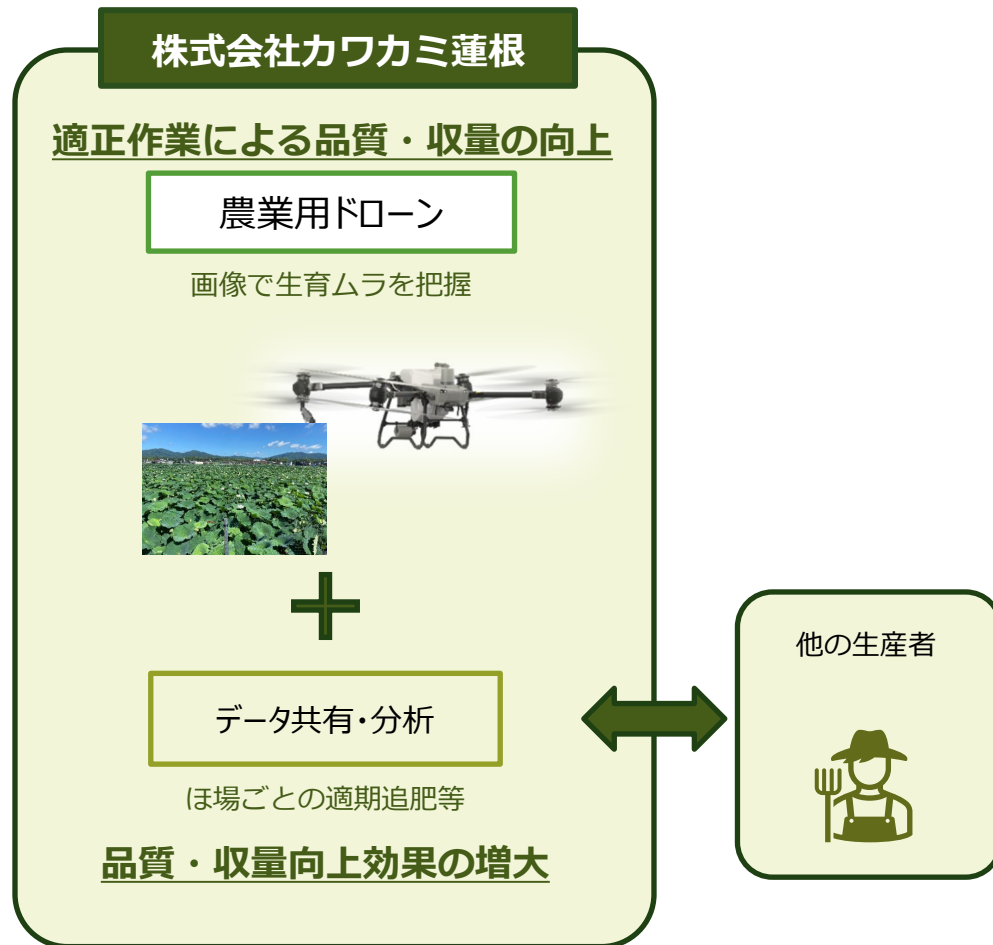 株式会社カワカミ蓮根
適正作業による品質・収量の向上
農業用ドローン
画像で生育ムラを把握
データ共有・分析
ほ場ごとの適期追肥等
品質・収量向上効果の増大
他の生産者